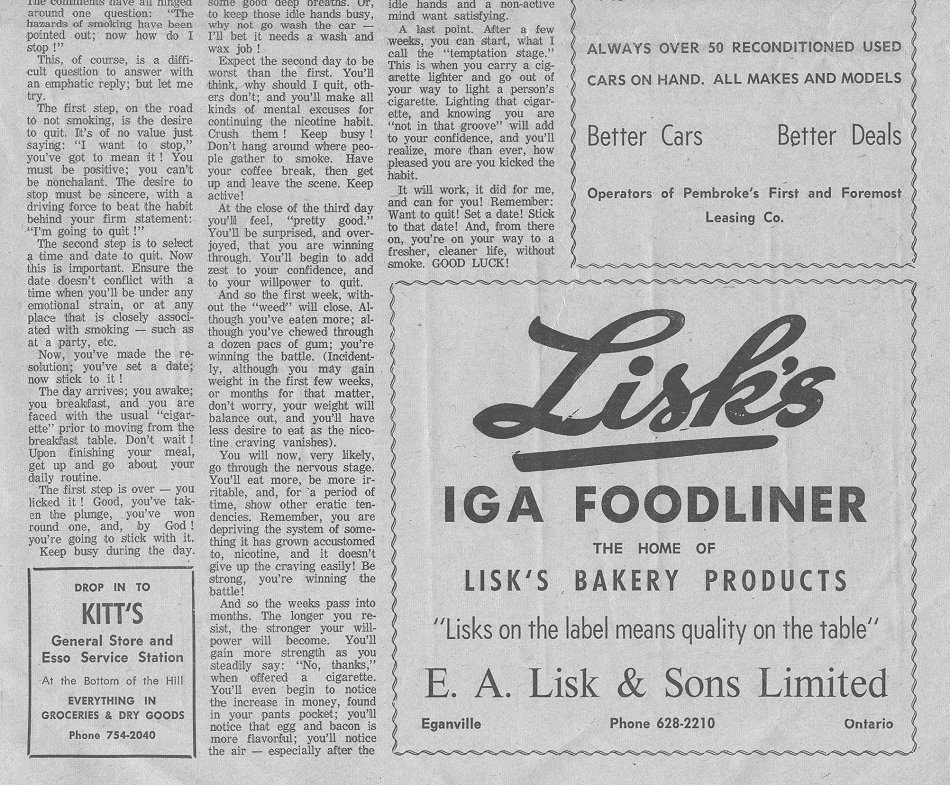 The comments have all hinged
around one question: "The
hazards of smoking have been
pointed out; now how do I
stop !"
This, of course, is a diffi-
cult question to answer with
an emphatic reply; but let me
try.
The first step, on the road
to not smoking, is the desire
to quit. It's of no value just
saying: "I want to stop,"
you've got to mean it ! You
must be positive; you can't
be nonchalant. The desire to
stop must be sincere, with a
driving force to beat the habit
behind your firm statement:
"I'm going to quit !"
The second step is to select
a time and date to quit. Now
this is important. Ensure the
date doesn't conflict with a
time when you'll be under any
emotional strain, or at any
place that is closely associ-
ated with smoking — such as
at a party, etc.
Now, you've made the re-
solution; you've set a date;
now stick to it !
The day arrives; you awake;
you breakfast, and you are
faced with the usual "cigar-
ette" prior to moving from the
breakfast table. Don't wait !
Upon finishing your meal,
get up and go about your
daily routine.
The first step is over — you
licked it ! Good, you've tak-
en the plunge, you've won
round one, and, by God !
you're going to stick with it.
Keep busy during the day.
DROP IN TO
KITT'S
General Store and
Esso Service Station
At the Bottom of the Hill
EVERYTHING IN
GROCERIES & DRY GOODS
Phone 754-2040
some good deep breaths. Or,
to keep those idle hands busy,
why not go wash the car —
I'll bet it needs a wash and
wax job !
Expect the second day to be
worst than the first. You'll
think, why should I quit, oth-
ers don't; and you'll make all
kinds of mental excuses for
continuing the nicotine habit.
Crush them ! Keep busy !
Don't hang around where peo-
ple gather to smoke. Have
your coffee break, then get
up and leave the scene. Keep
active!
At the close of the third day
you'll feel, "pretty good."
You'll be surprised, and over-
joyed, that you are winning
through. You'll begin to add
zest to your confidence, and
to your willpower to quit.
And so the first week, with-
out the "weed" will close. Al-
though you've eaten more; al-
though you've chewed through
a dozen pacs of gum; you're
winning the battle. (Incident-
ly, although you may gain
weight in the first few weeks,
or months for that matter,
don't worry, your weight will
balance out, and you'll have
less desire to eat as the nico-
tine craving vanishes).
You will now, very likely,
go through the nervous stage.
You'll eat more, be more ir-
ritable, and, for a period of
time, show other eratic ten-
dencies. Remember, you are
depriving the system of some-
thing it has grown accustomed
to, nicotine, and it doesn't
give up the craving easily! Be
strong, you're winning the
battle!
And so the weeks pass into
months. The longer you re-
sist, the stronger your will-
power will become. You'll
gain more strength as you
steadily say: "No, thanks,"
when offered a cigarette.
You'll even begin to notice
the increase in money, found
in your pants pocket; you'll
notice that egg and bacon is
more flavorful; you'll notice
the air — especially after the
idle hands and a non-active
mind want satisfying.
A last point. After a few
weeks, you can start, what I
call the "temptation stage."
This is when you carry a cig-
arette lighter and go out of
your way to light a person's
cigarette. Lighting that cigar-
ette, and knowing you are
"not in that groove" will add
to your confidence, and you'll
realize, more than ever, how
pleased you are you kicked the
habit.
It will work, it did for me,
and can for you! Remember:
Want to quit! Set a date! Stick
to that date! And, from there
on, you're on your way to a
fresher, cleaner life, without
smoke. GOOD LUCK!
ALWAYS OVER 50 RECONDITIONED USED
CARS ON HAND. ALL MAKES AND MODELS
Better Cars Better Deals
Operators of Pembroke's First and Foremost
Leasing Co.
Lisk's
IGA FOODLINER
THE HOME OF
LISK'S BAKERY PRODUCTS
"Lisks on the label means quality on the table"
E. A. Lisk & Sons Limited
Eganville Phone 628-2210 Ontario